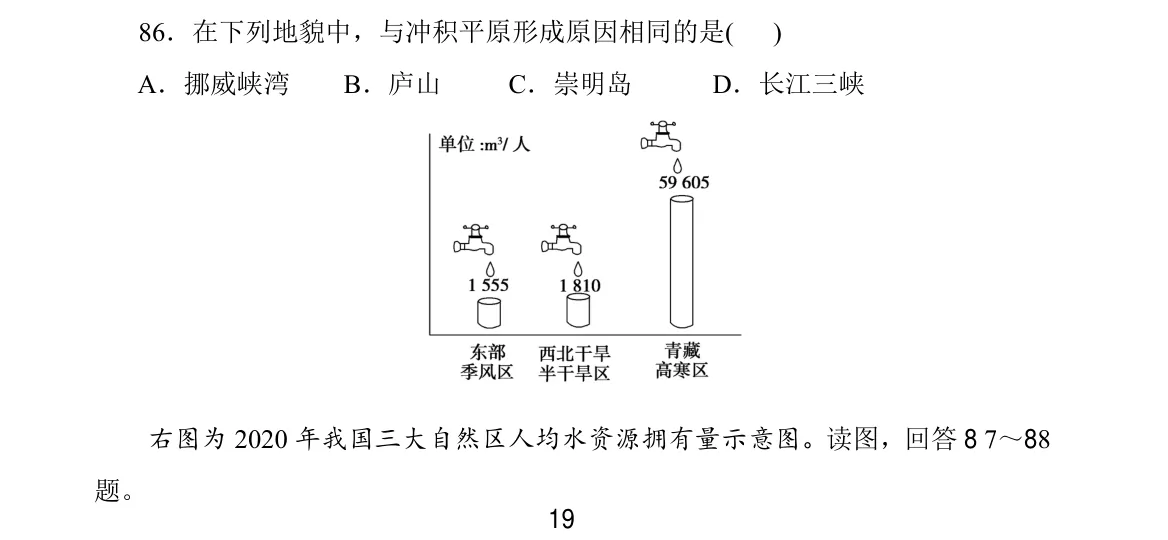 86．在下列地貌中，与冲积平原形成原因相同的是(　　)
A．挪威峡湾　　B．庐山　　C．崇明岛　　D．长江三峡
单位:m³/人
59 605
1 555
1 810
东部
季风区
西北干旱
半干旱区
青藏
高寒区
右图为 2020 年我国三大自然区人均水资源拥有量示意图。读图，回答 8 7～88
题。
19